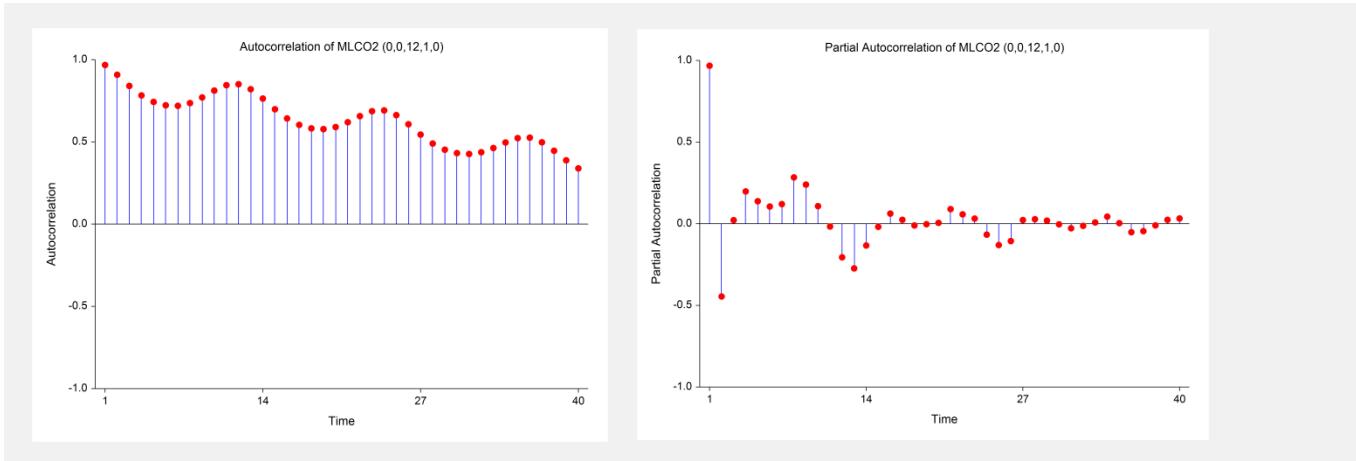 Autocorrelation of MLCO2 (0,0,12,1,0)
1.0
0.5
0.0
-0.5
-1.0
Autocorrelation
1 14 27 40
Time
Partial Autocorrelation of MLCO2 (0,0,12,1,0)
1.0
0.5
0.0
-0.5
-1.0
Partial Autocorrelation
1 14 27 40
Time